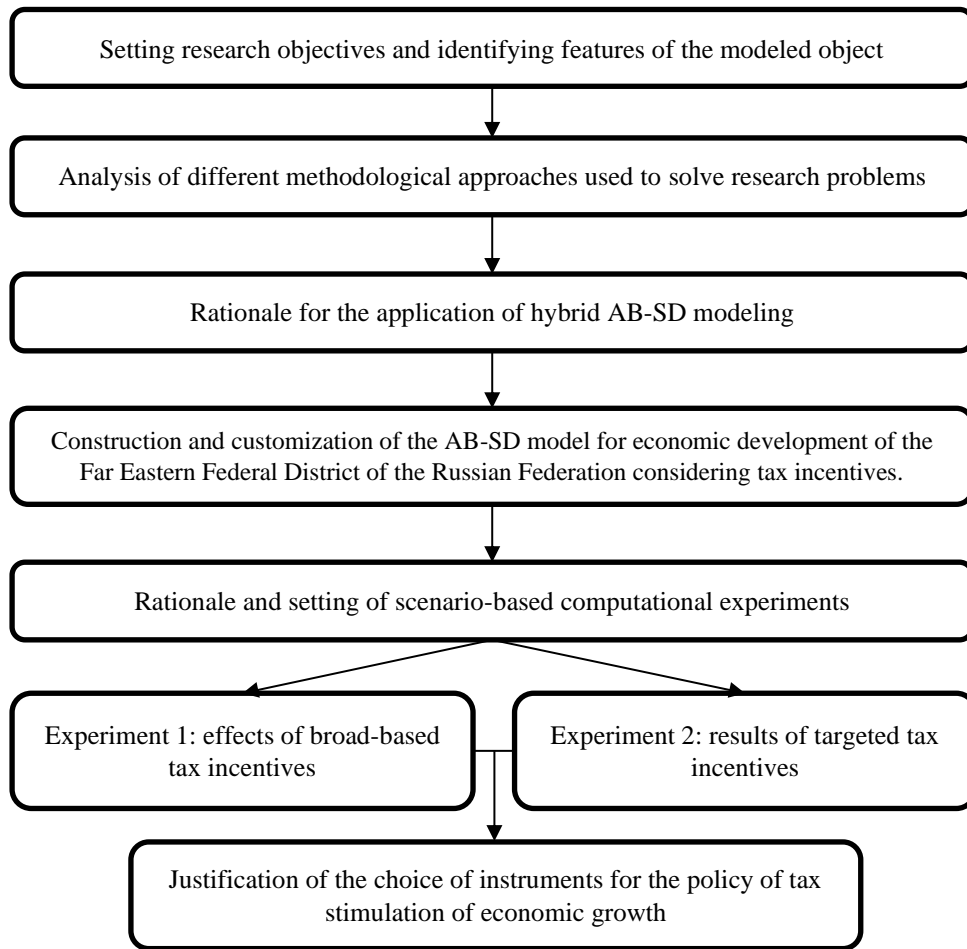 Setting research objectives and identifying features of the modeled object
Analysis of different methodological approaches used to solve research problems
Rationale for the application of hybrid AB-SD modeling
Construction and customization of the AB-SD model for economic development of the
Far Eastern Federal District of the Russian Federation considering tax incentives.
Rationale and setting of scenario-based computational experiments
Experiment 1: effects of broad-based
tax incentives
Experiment 2: results of targeted tax
incentives
Justification of the choice of instruments for the policy of tax
stimulation of economic growth